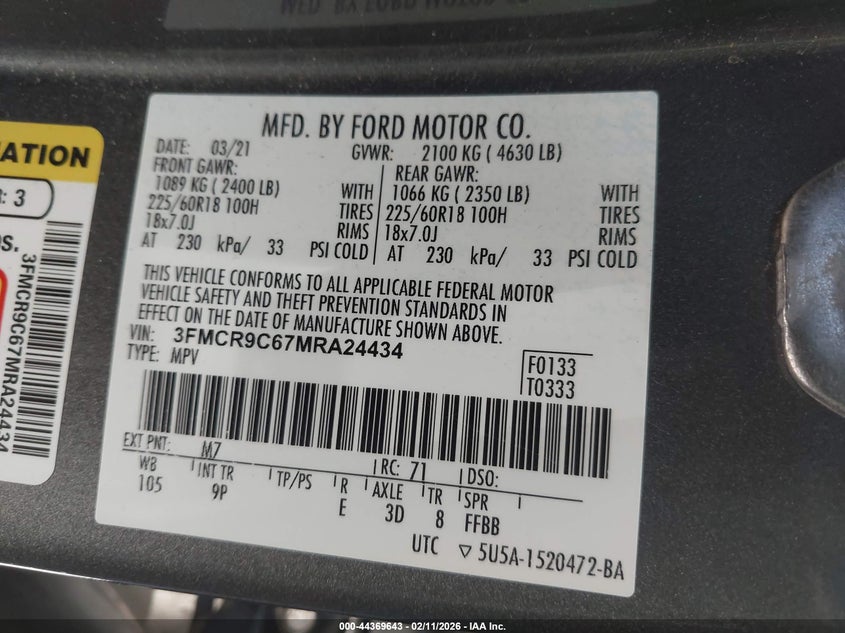 MFD. BY FORD MOTOR CO.
DATE: 03/21 GVWR: 2100 KG ( 4630 LB)
FRONT GAWR: REAR GAWR:
1089 KG ( 2400 LB) WITH 1066 KG ( 2350 LB) WITH
225/60R18 100H TIRES 225/60R18 100H TIRES
18x7.0J RIMS 18x7.0J RIMS
AT 230 kPa/ 33 PSI COLD AT 230 kPa/ 33 PSI COLD
THIS VEHICLE CONFORMS TO ALL APPLICABLE FEDERAL MOTOR
VEHICLE SAFETY AND THEFT PREVENTION STANDARDS IN
EFFECT ON THE DATE OF MANUFACTURE SHOWN ABOVE.
VIN: 3FMCR9C67MRA24434
TYPE: MPV
F0133
T0333
EXT PNT: M7 RC: 71 DSO:
WB INT TR TP/PS R AXLE TR SPR
105 9P E 3D 8 FFBB
UTC ▽ 5U5A-1520472-BA
ATION
R: 3
3FMCR9C67MRA24434
000-44369643 - 02/11/2026 - IAA Inc.